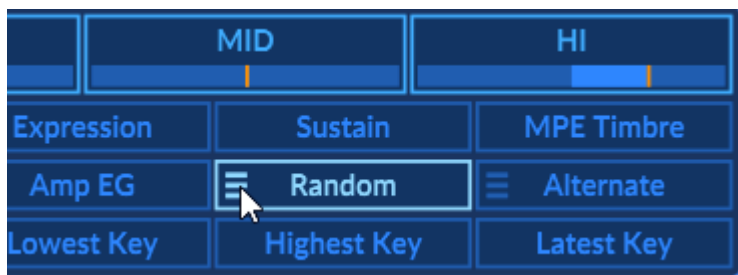 MID HI
Expression Sustain MPE Timbre
Amp EG Random Alternate
Lowest Key Highest Key Latest Key